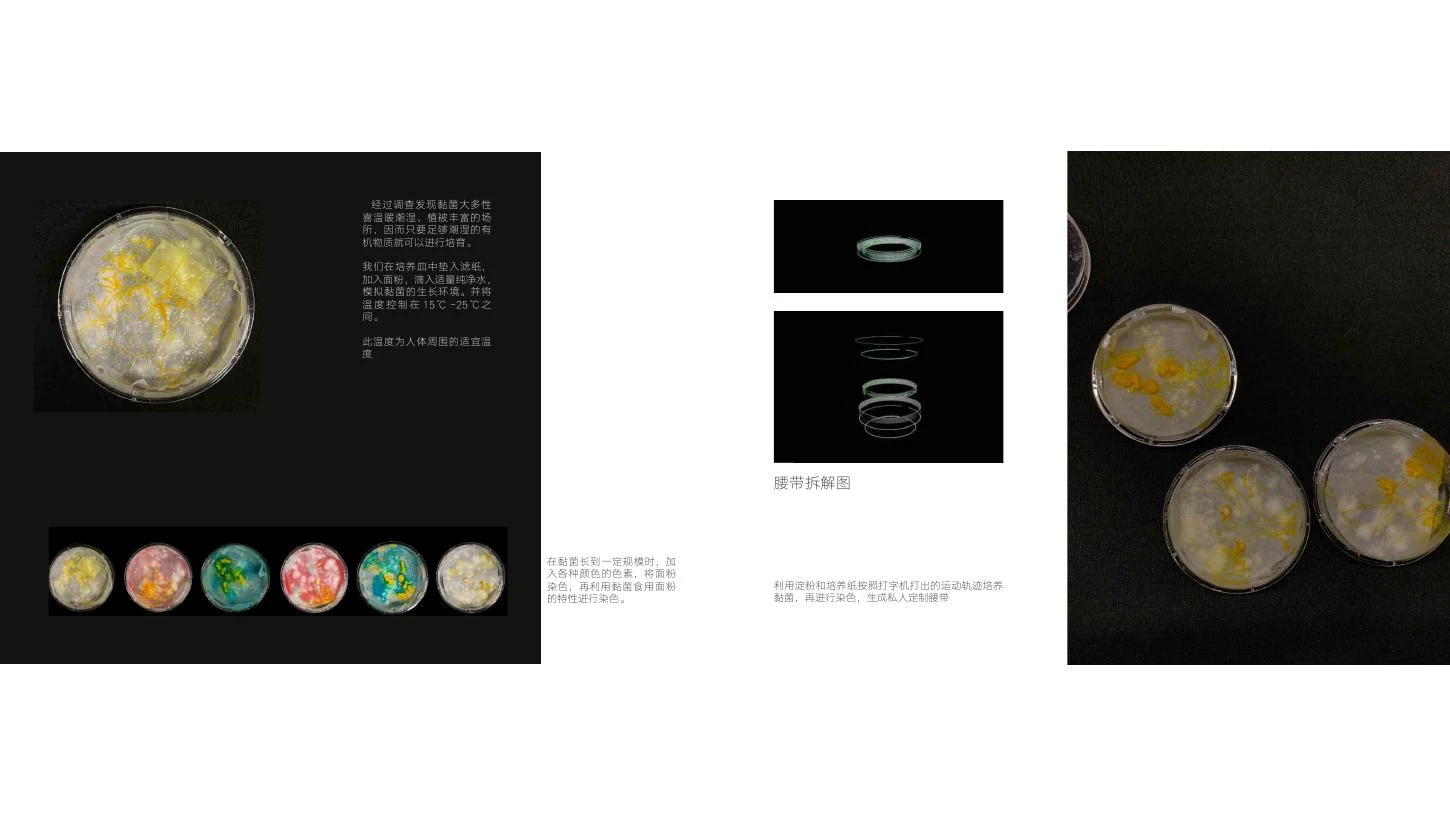 经过调查发现黏菌大多性
喜温暖潮湿、植被丰富的场
所，因而只要足够潮湿的有
机物质就可以进行培育。
我们在培养皿中垫入滤纸，
加入面粉，滴入适量纯净水，
模拟黏菌的生长环境。并将
温度控制在15℃-25℃之
间。
此温度为人体周围的适宜温
度
在黏菌长到一定规模时，加
入各种颜色的色素，将面粉
染色，再利用黏菌食用面粉
的特性进行染色。
腰带拆解图
利用淀粉和培养纸按照打字机打出的运动轨迹培养
黏菌，再进行染色，生成私人定制腰带